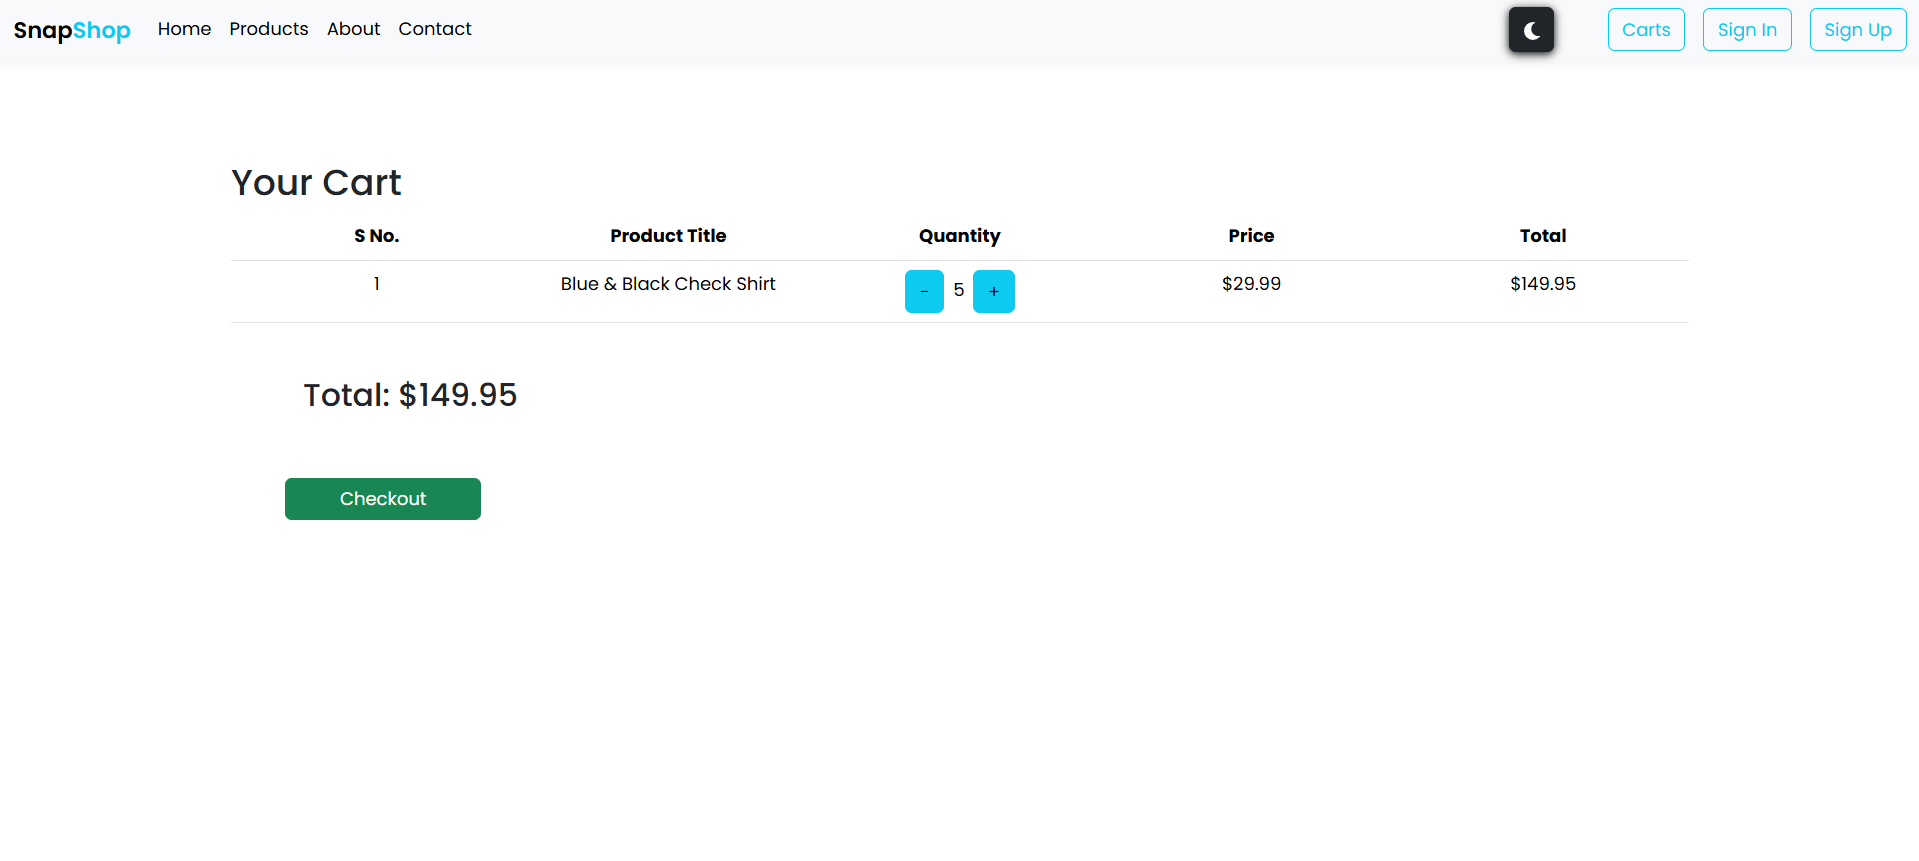 SnapShop Home Products About Contact Carts Sign In Sign Up
Your Cart
S No. Product Title Quantity Price Total
1 Blue & Black Check Shirt - 5 + $29.99 $149.95
Total: $149.95
Checkout